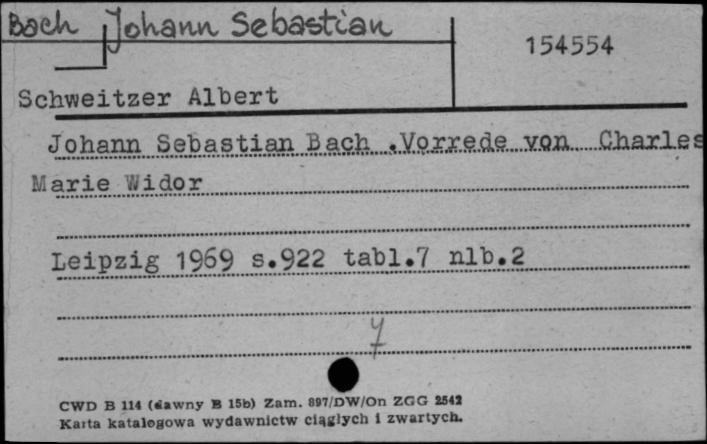 Bach Johann Sebastian
154554
Schweitzer Albert
Johann Sebastian Bach .Vorrede von Charles
Marie Widor
Leipzig 1969 s.922 tabl.7 nlb.2
7
CWD B 114 (dawny B 15b) Zam. 897/DW/On ZGG 2542
Karta katalogowa wydawnictw ciągłych i zwartych.